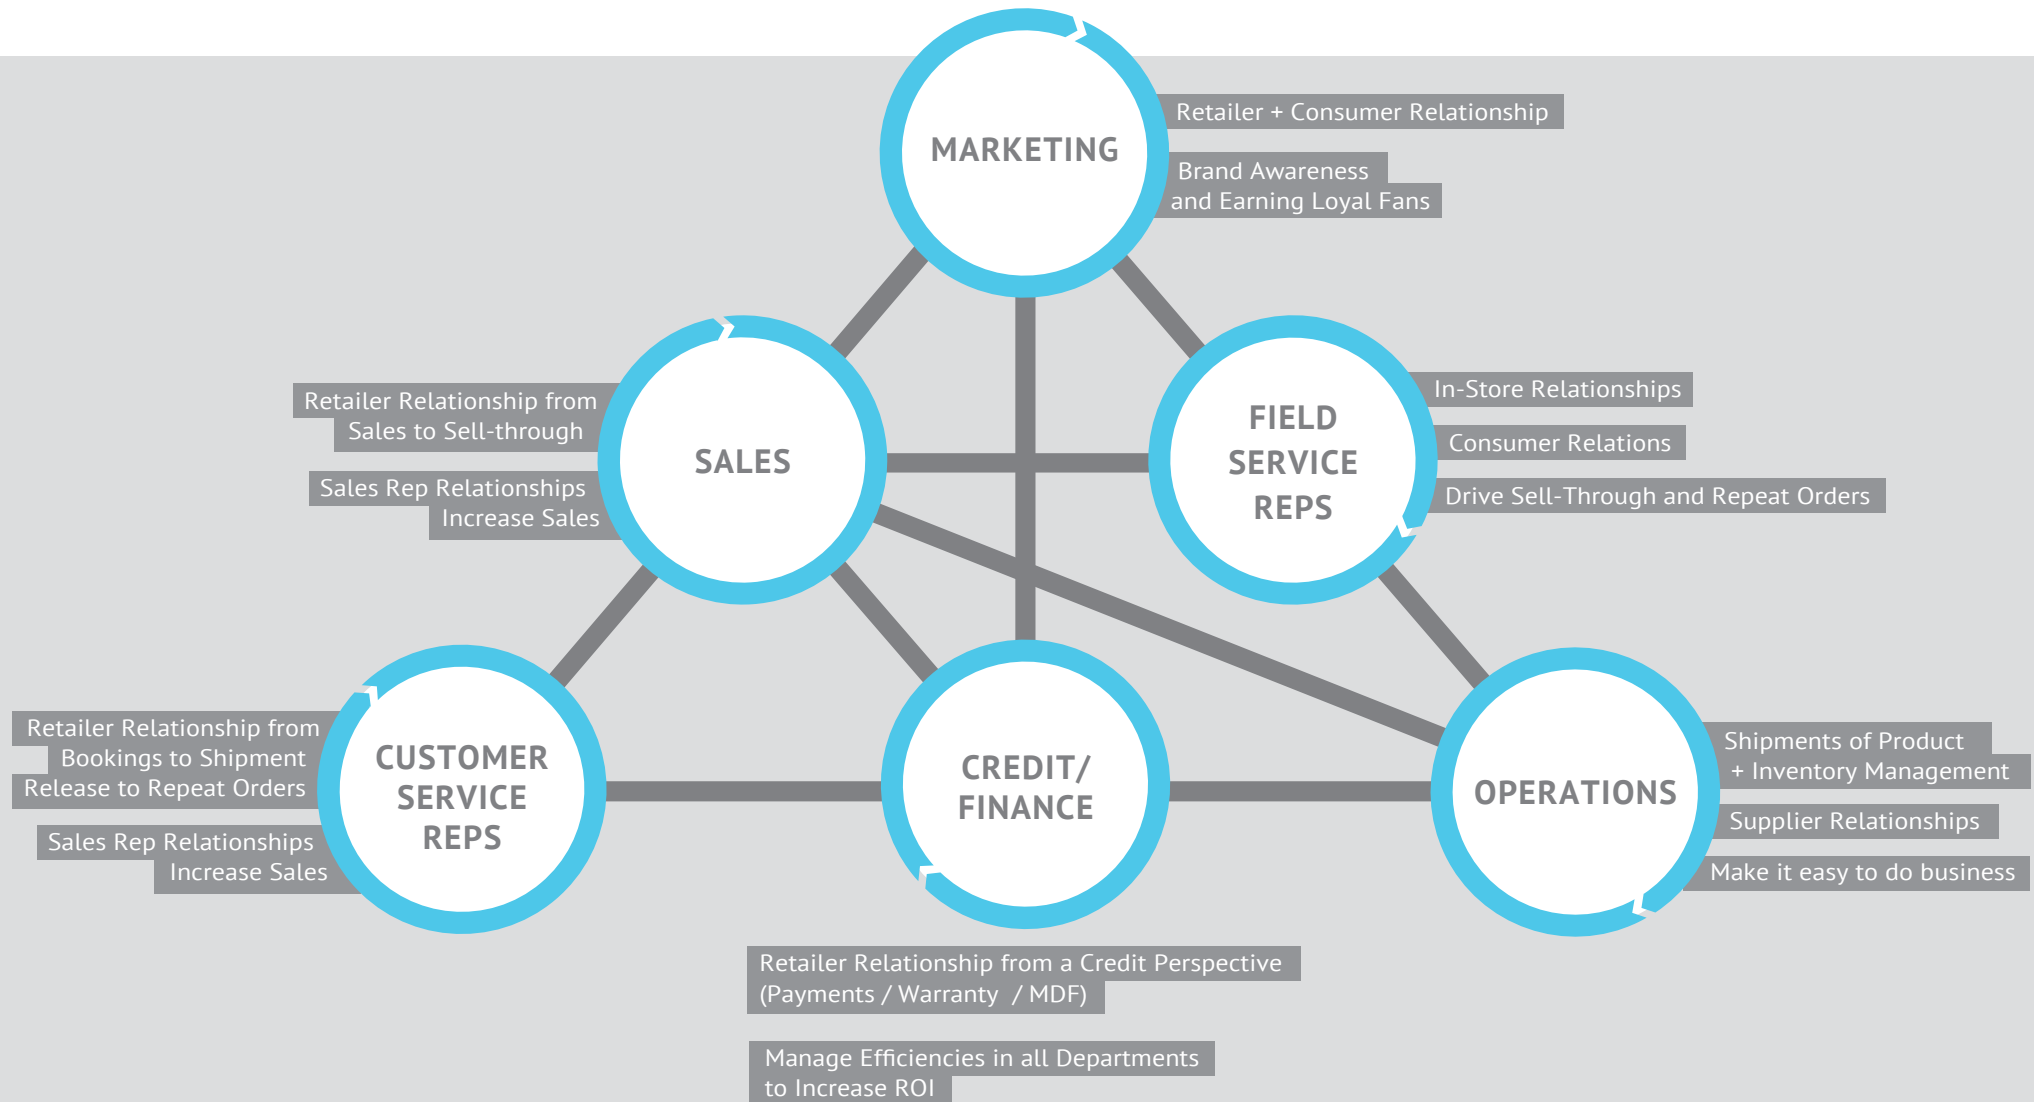 MARKETING
Retailer + Consumer Relationship
Brand Awareness
and Earning Loyal Fans
SALES
Retailer Relationship from
Sales to Sell-through
Sales Rep Relationships
Increase Sales
FIELD
SERVICE
REPS
In-Store Relationships
Consumer Relations
Drive Sell-Through and Repeat Orders
CUSTOMER
SERVICE
REPS
Retailer Relationship from
Bookings to Shipment
Release to Repeat Orders
Sales Rep Relationships
Increase Sales
CREDIT/
FINANCE
Retailer Relationship from a Credit Perspective
(Payments / Warranty / MDF)
Manage Efficiencies in all Departments
to Increase ROI
OPERATIONS
Shipments of Product
+ Inventory Management
Supplier Relationships
Make it easy to do business